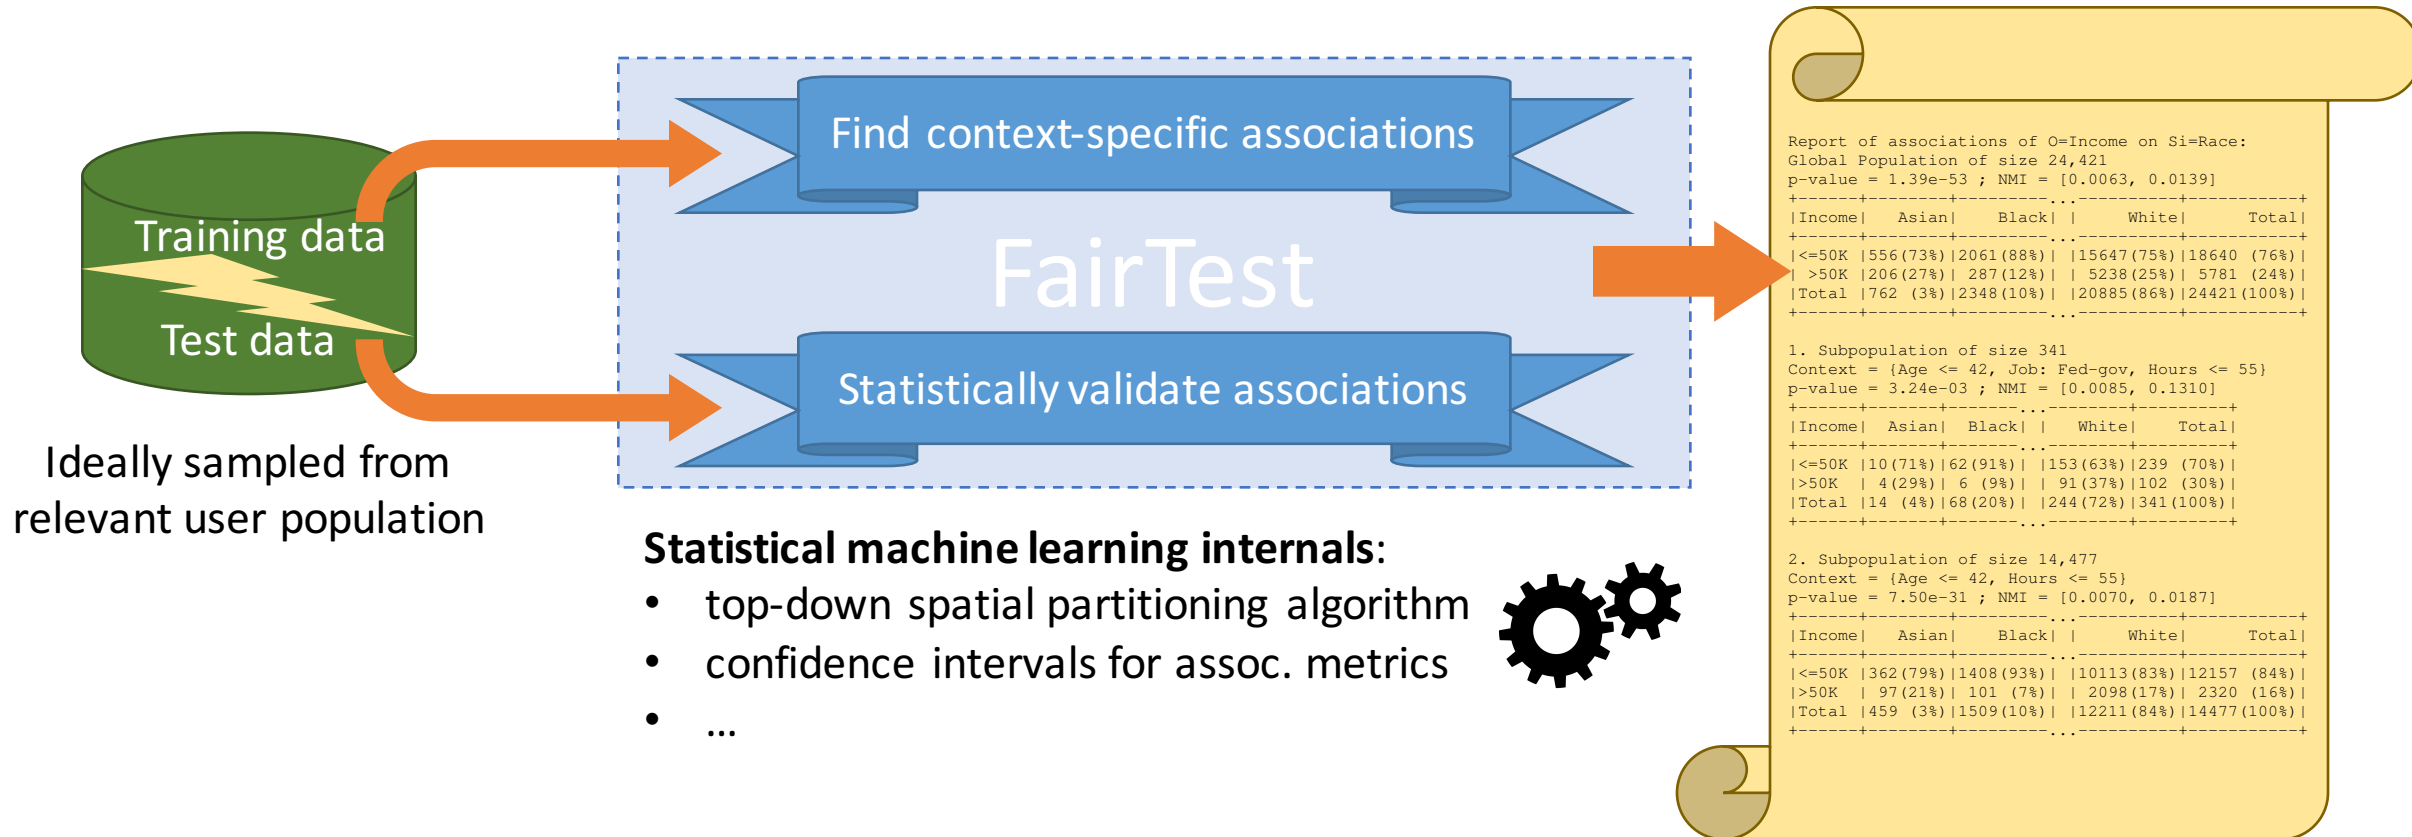 Training data
Test data
Ideally sampled from
relevant user population
Find context-specific associations
FairTest
Statistically validate associations
Statistical machine learning internals:
• top-down spatial partitioning algorithm
• confidence intervals for assoc. metrics
• ...
Report of associations of O=Income on Si=Race:
Global Population of size 24,421
p-value = 1.39e-53 ; NMI = [0.0063, 0.0139]
+------+--------+---------...----------+-----------+
|Income|   Asian|    Black| |     White|      Total|
+------+--------+---------...----------+-----------+
|<=50K |556(73%)|2061(88%)| |15647(75%)|18640 (76%)|
| >50K |206(27%)| 287(12%)| | 5238(25%)| 5781 (24%)|
|Total |762 (3%)|2348(10%)| |20885(86%)|24421(100%)|
+------+--------+---------...----------+-----------+
1. Subpopulation of size 341
Context = {Age <= 42, Job: Fed-gov, Hours <= 55}
p-value = 3.24e-03 ; NMI = [0.0085, 0.1310]
+------+-------+-------...--------+---------+
|Income|  Asian|  Black| |   White|    Total|
+------+-------+-------...--------+---------+
|<=50K |10(71%)|62(91%)| |153(63%)|239 (70%)|
|>50K  | 4(29%)| 6 (9%)| | 91(37%)|102 (30%)|
|Total |14 (4%)|68(20%)| |244(72%)|341(100%)|
+------+-------+-------...--------+---------+
2. Subpopulation of size 14,477
Context = {Age <= 42, Hours <= 55}
p-value = 7.50e-31 ; NMI = [0.0070, 0.0187]
+------+--------+---------...----------+-----------+
|Income|   Asian|    Black| |     White|      Total|
+------+--------+---------...----------+-----------+
|<=50K |362(79%)|1408(93%)| |10113(83%)|12157 (84%)|
|>50K  | 97(21%)| 101 (7%)| | 2098(17%)| 2320 (16%)|
|Total |459 (3%)|1509(10%)| |12211(84%)|14477(100%)|
+------+--------+---------...----------+-----------+